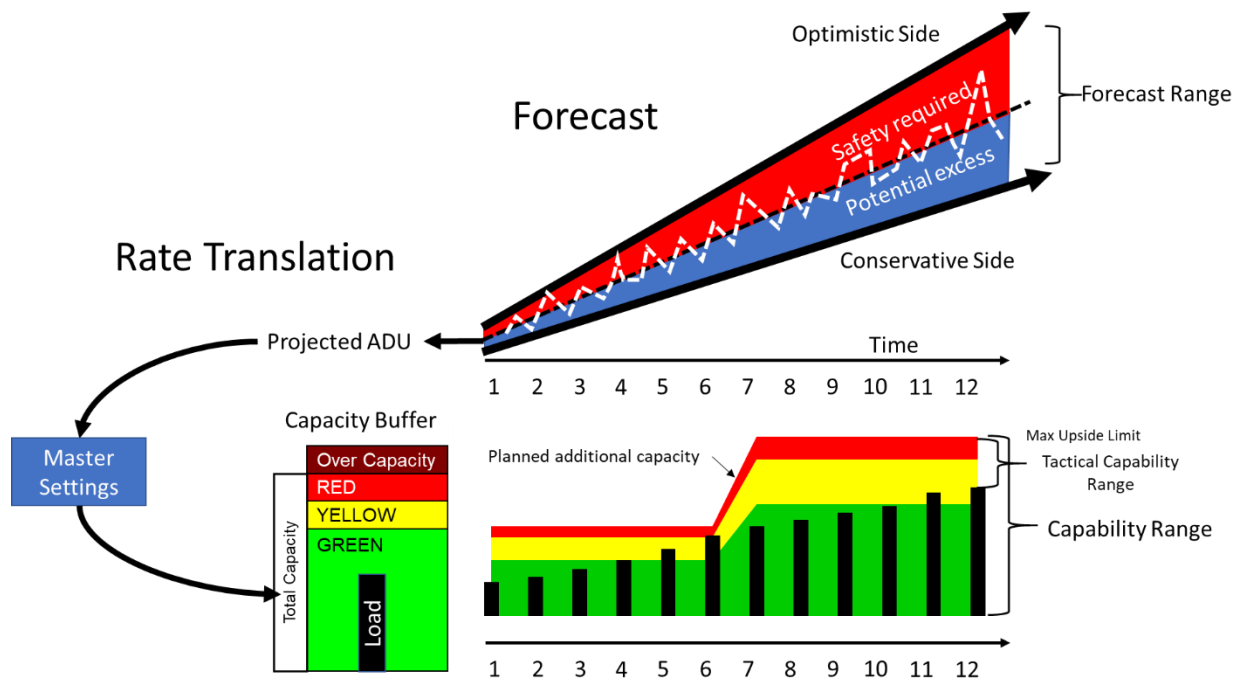 Optimistic Side
Forecast
Safety required
Forecast Range
Potential excess
Rate Translation
Conservative Side
Projected ADU
Time
1 2 3 4 5 6 7 8 9 10 11 12
Capacity Buffer
Master
Settings
Over Capacity
RED
YELLOW
GREEN
Total Capacity
Load
Planned additional capacity
Max Upside Limit
Tactical Capability
Range
Capability Range
1 2 3 4 5 6 7 8 9 10 11 12